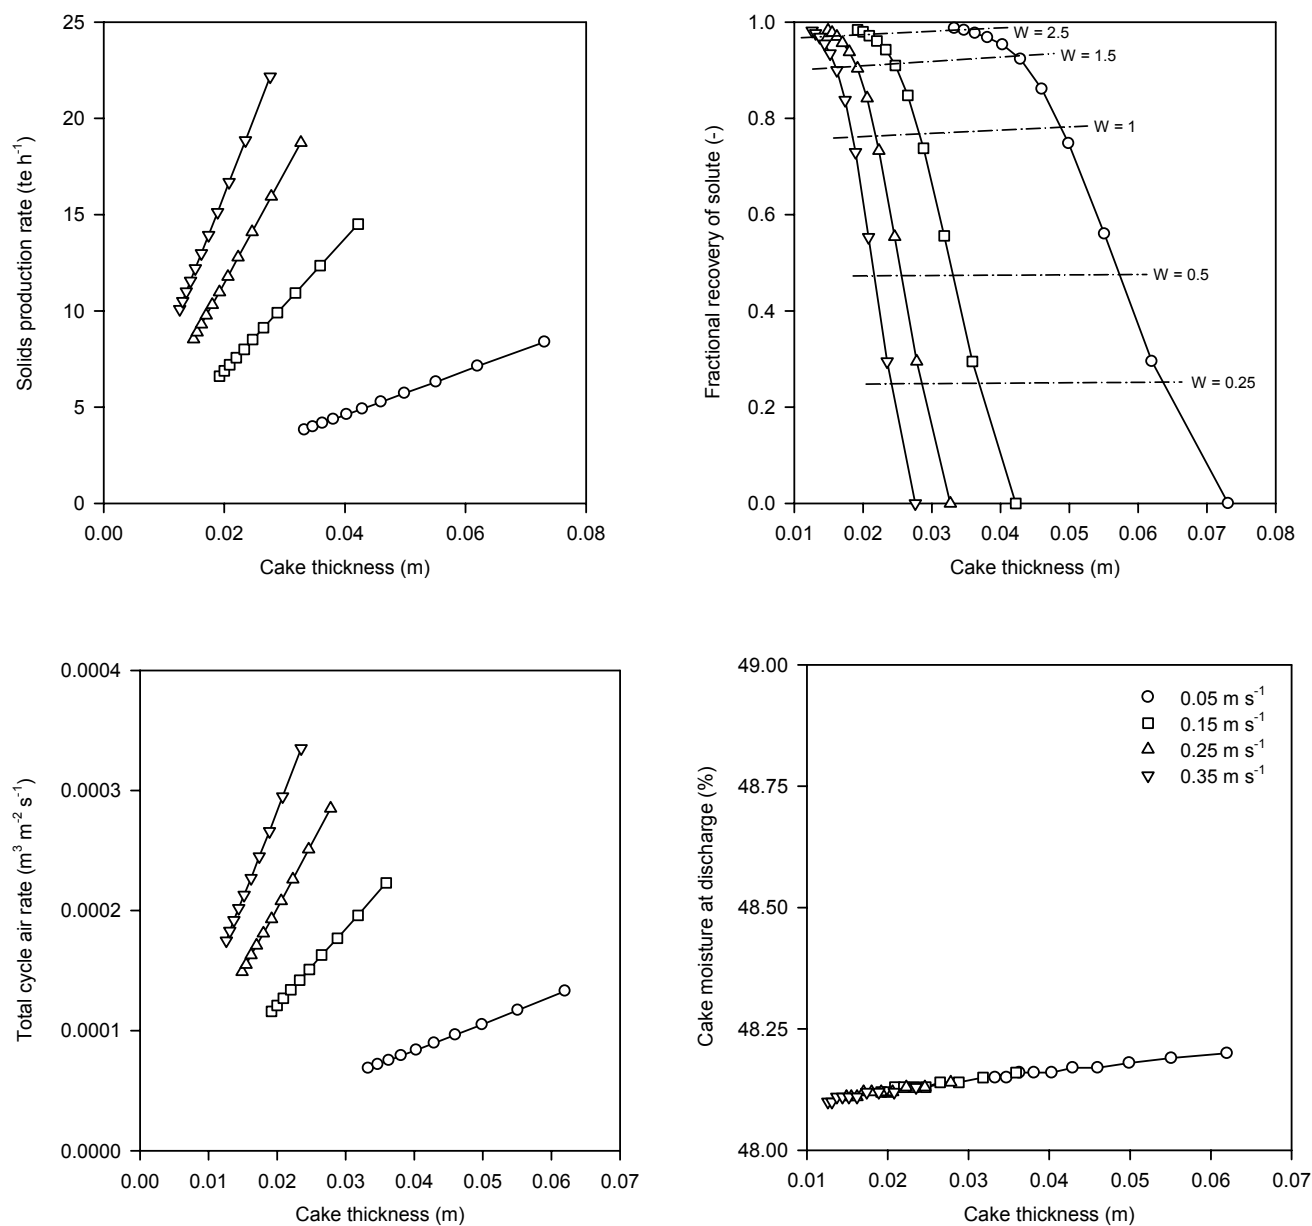 25
20
15
10
5
0
Solids production rate (te h-1)
0.00 0.02 0.04 0.06 0.08
Cake thickness (m)
1.0
0.8
0.6
0.4
0.2
0.0
Fractional recovery of solute (-)
W = 2.5
W = 1.5
W = 1
W = 0.5
W = 0.25
0.01 0.02 0.03 0.04 0.05 0.06 0.07 0.08
Cake thickness (m)
0.0004
0.0003
0.0002
0.0001
0.0000
Total cycle air rate (m3 m-2 s-1)
0.00 0.01 0.02 0.03 0.04 0.05 0.06 0.07
Cake thickness (m)
49.00
48.75
48.50
48.25
48.00
Cake moisture at discharge (%)
0.05 m s-1
0.15 m s-1
0.25 m s-1
0.35 m s-1
0.01 0.02 0.03 0.04 0.05 0.06 0.07
Cake thickness (m)